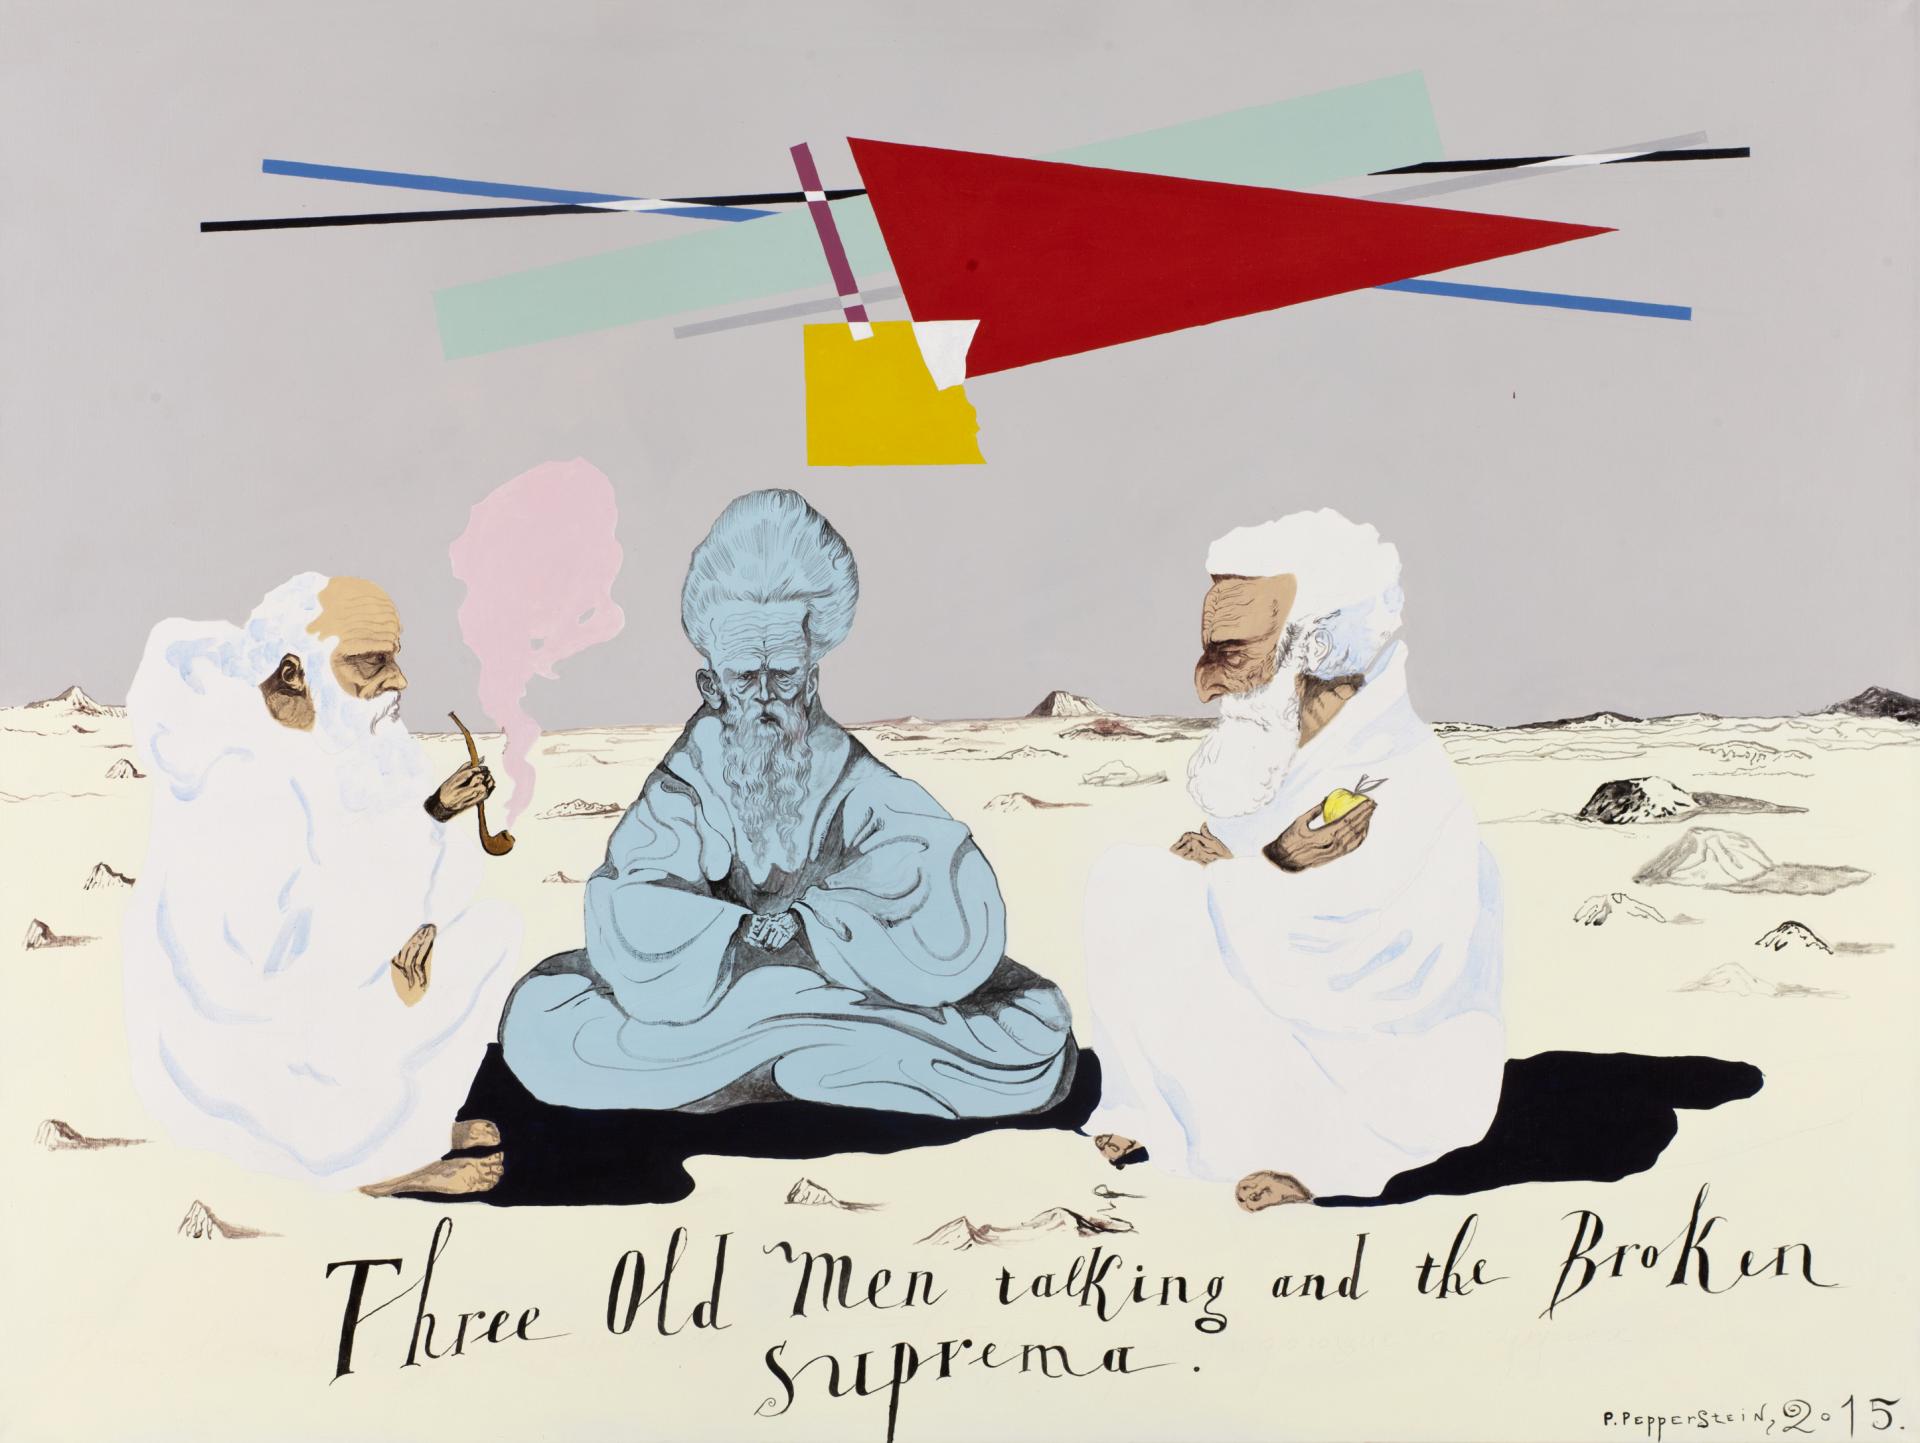 Three Old Men talking and the Broken
suprema.
P. Pepperstein, 2015.